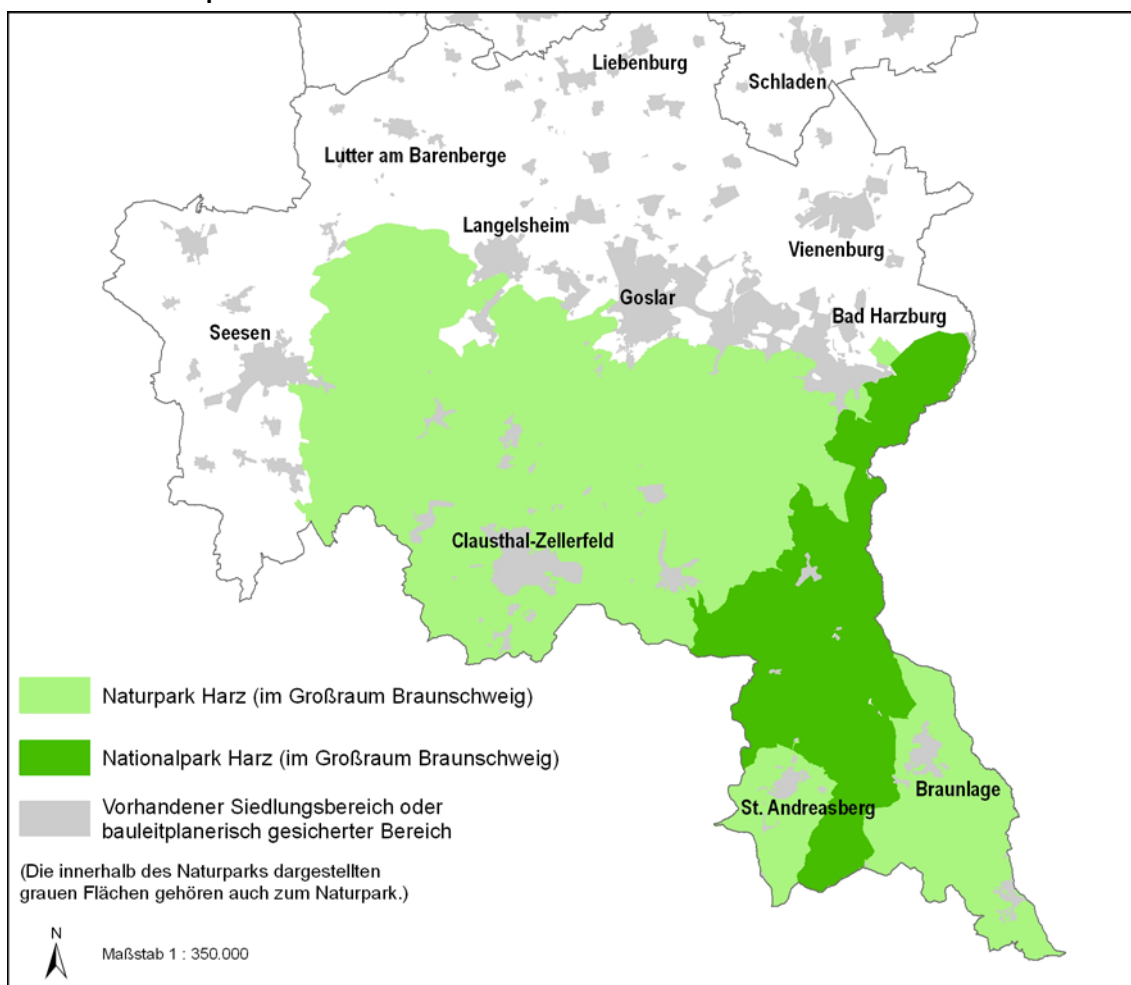 Liebenburg
Schladen
Lutter am Barenberge
Langelsheim
Vienenburg
Goslar
Bad Harzburg
Seesen
Clausthal-Zellerfeld
Naturpark Harz (im Großraum Braunschweig)
Nationalpark Harz (im Großraum Braunschweig)
Vorhandener Siedlungsbereich oder
bauleitplanerisch gesicherter Bereich
Braunlage
St. Andreasberg
(Die innerhalb des Naturparks dargestellten
grauen Flächen gehören auch zum Naturpark.)
N
Maßstab 1 : 350.000